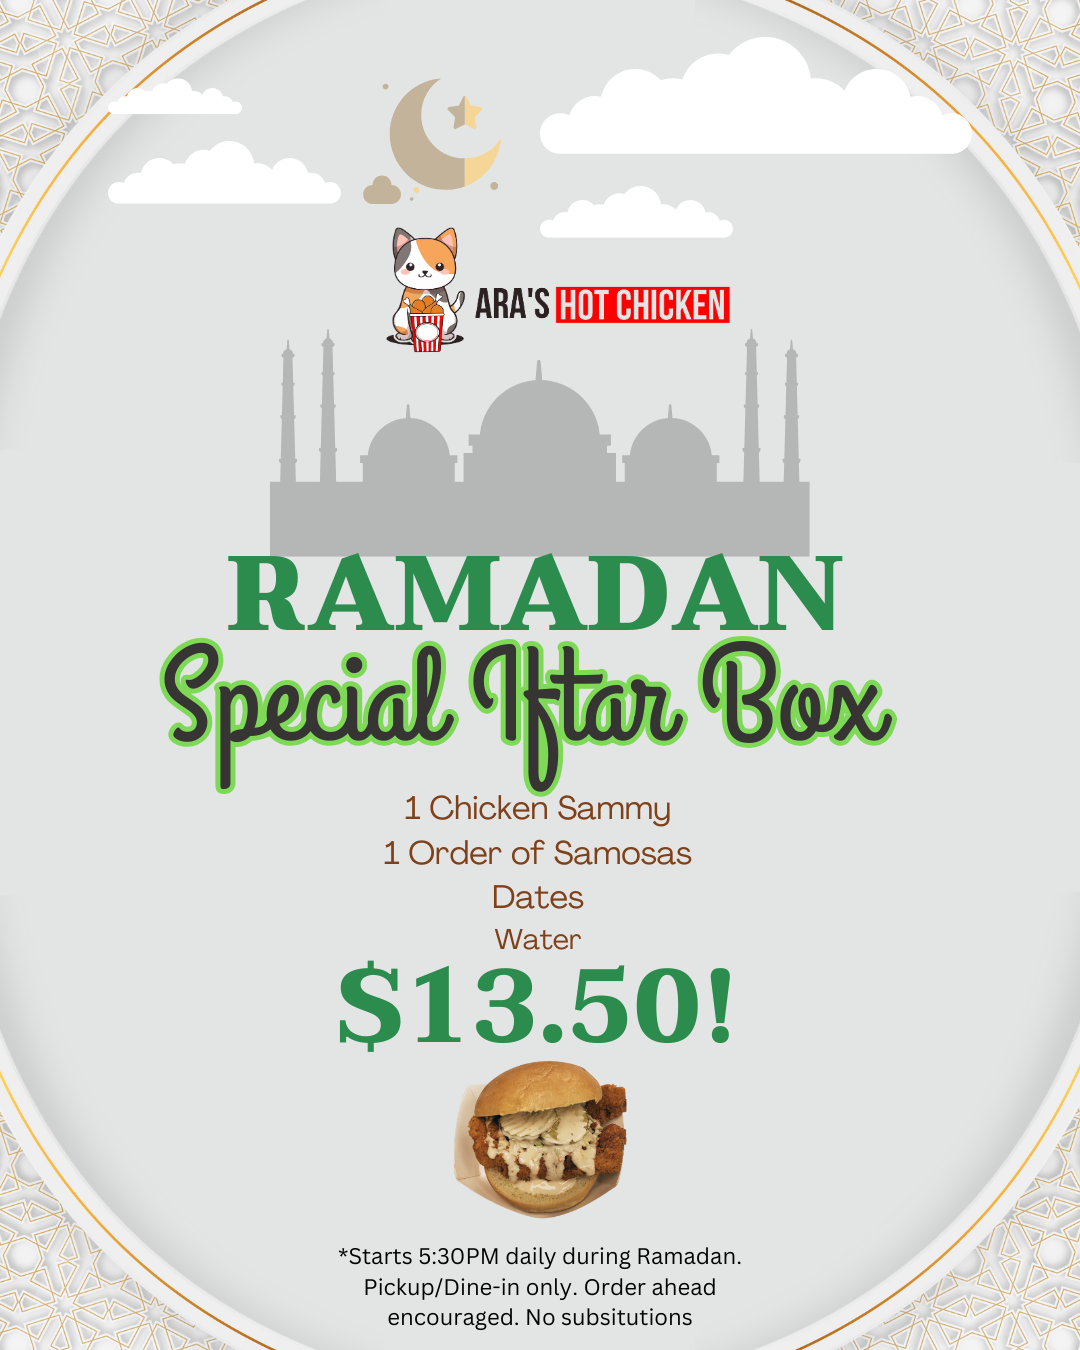 ARA'S HOT CHICKEN
RAMADAN
Special Iftar Box
1 Chicken Sammy
1 Order of Samosas
Dates
Water
$13.50!
*Starts 5:30PM daily during Ramadan.
Pickup/Dine-in only. Order ahead
encouraged. No subsitutions